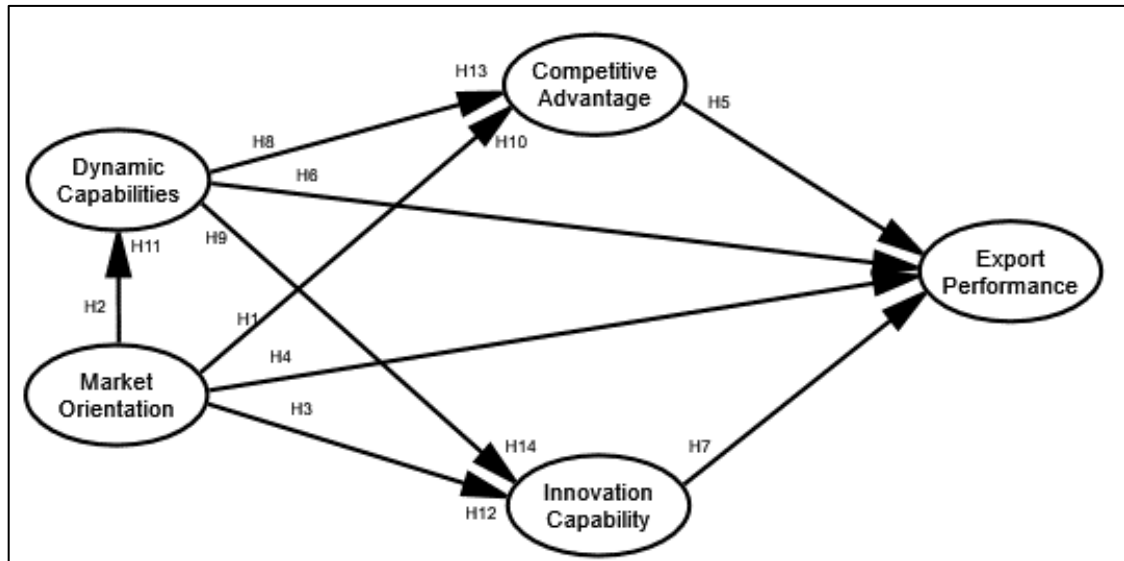 Competitive
Advantage
H13
H5
H8
H10
Dynamic
Capabilities
H6
H9
H11
Export
Performance
H2
H1
H4
Market
Orientation
H3
H14
H7
H12
Innovation
Capability